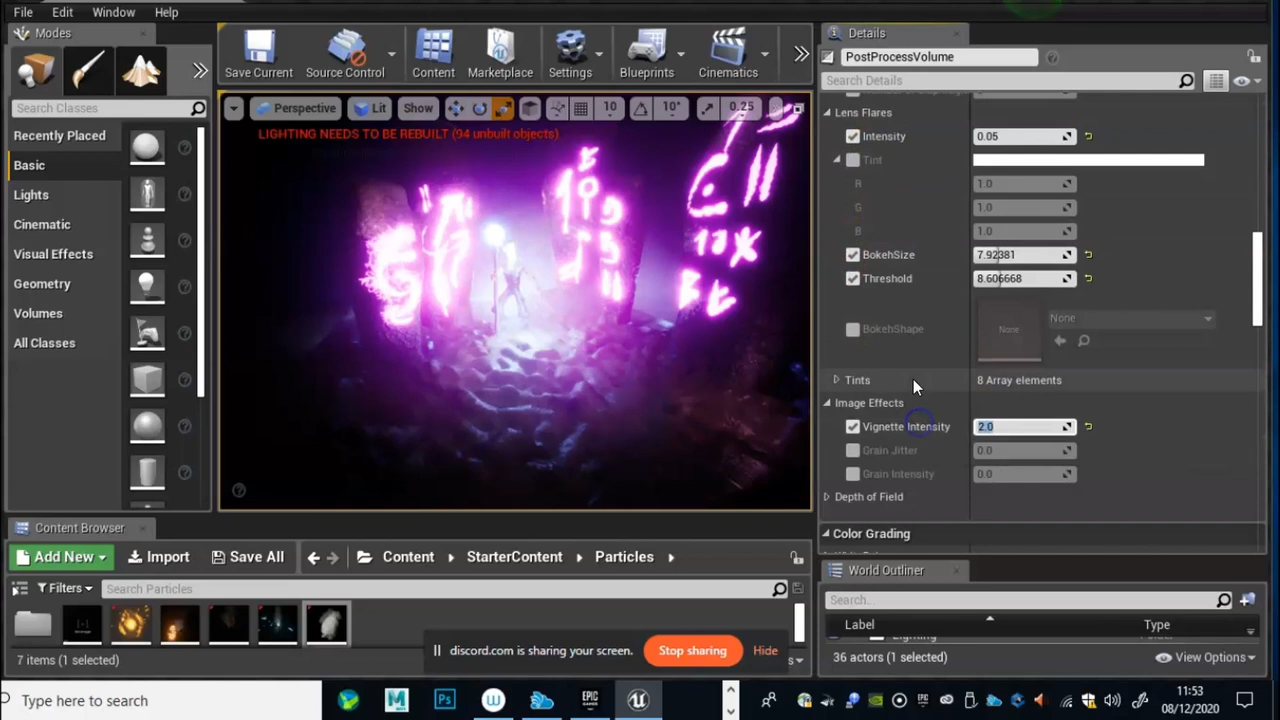 File Edit Window Help
Modes
Search Classes
Recently Placed
Basic
Lights
Cinematic
Visual Effects
Geometry
Volumes
All Classes
Save Current
Source Control
Content
Marketplace
Settings
Blueprints
Cinematics
Perspective Lit Show 10 10° 0.25
LIGHTING NEEDS TO BE REBUILT (94 unbuilt objects)
Details
PostProcessVolume
Search Details
Lens Flares
Intensity 0.05
Tint
R 1.0
G 1.0
B 1.0
BokehSize 7.92381
Threshold 8.606668
BokehShape None None
Tints 8 Array elements
Image Effects
Vignette Intensity 2.0
Grain Jitter 0.0
Grain Intensity 0.0
Depth of Field
Color Grading
Content Browser
Add New Import Save All Content StarterContent Particles
Filters Search Particles
7 items (1 selected)
discord.com is sharing your screen. Stop sharing Hide
World Outliner
Search...
Label Type
Lighting Folder
36 actors (1 selected) View Options
Type here to search
11:53
08/12/2020